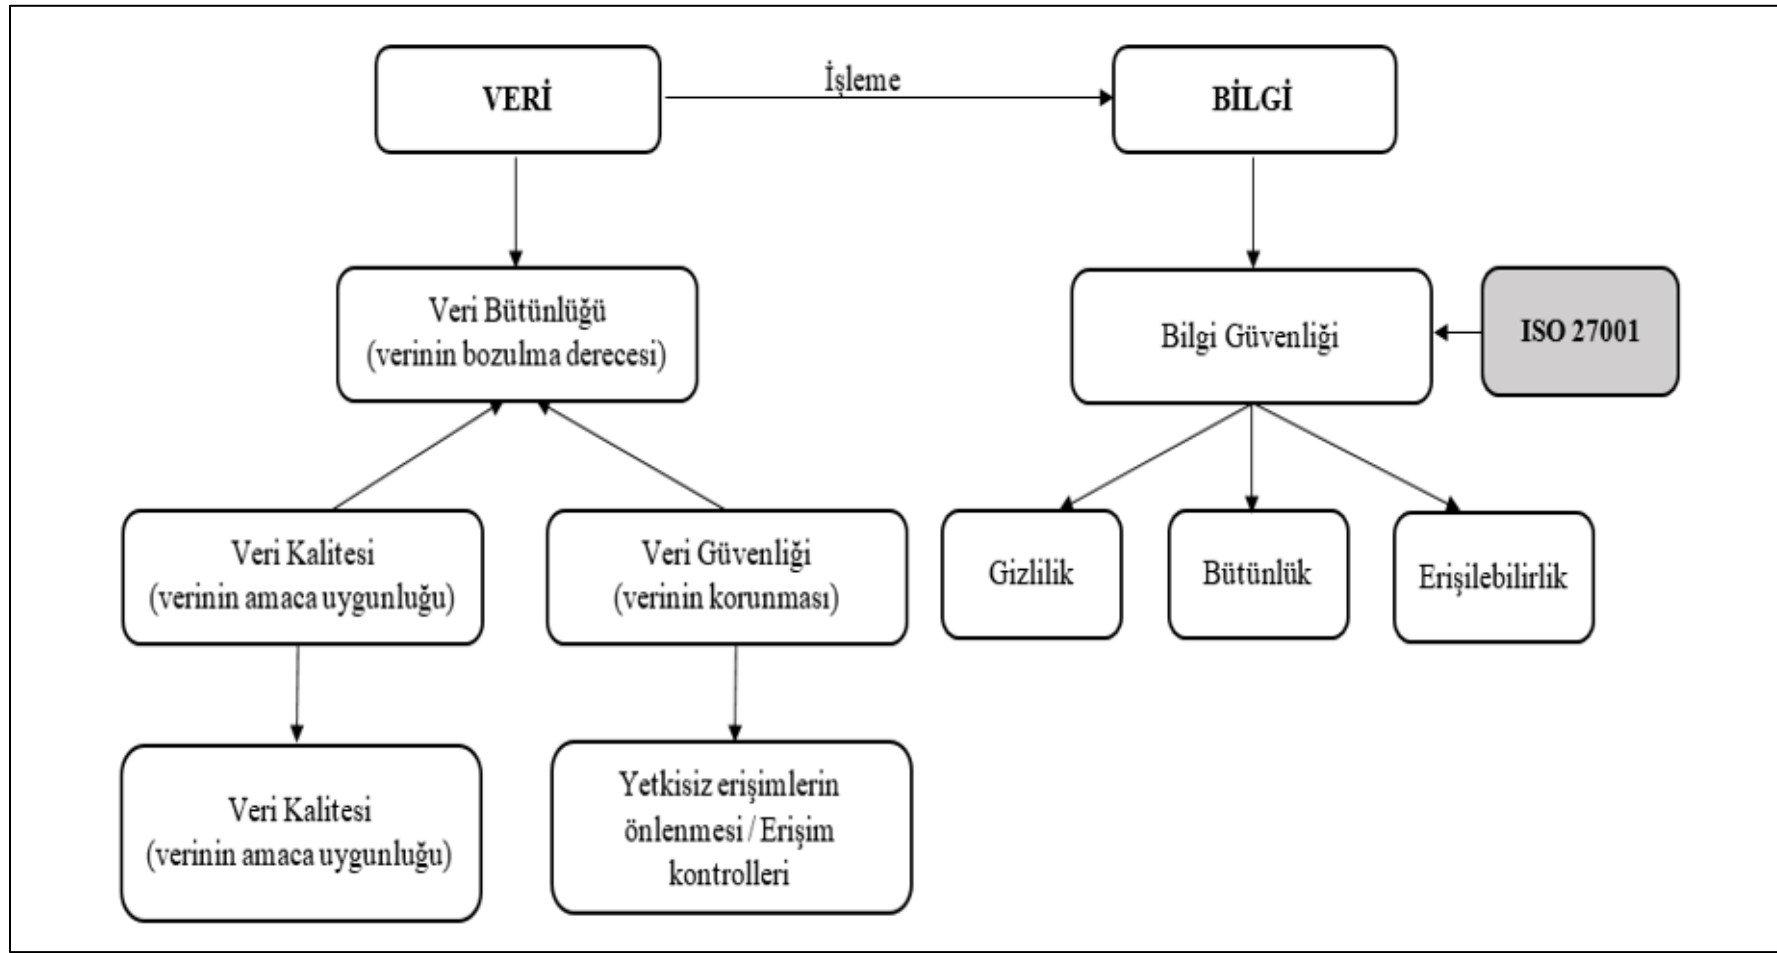 VERİ
İşleme
BİLGİ
Veri Bütünlüğü
(verinin bozulma derecesi)
Bilgi Güvenliği
ISO 27001
Veri Kalitesi
(verinin amaca uygunluğu)
Veri Güvenliği
(verinin korunması)
Gizlilik
Bütünlük
Erişilebilirlik
Veri Kalitesi
(verinin amaca uygunluğu)
Yetkisiz erişimlerin
önlenmesi / Erişim
kontrolleri